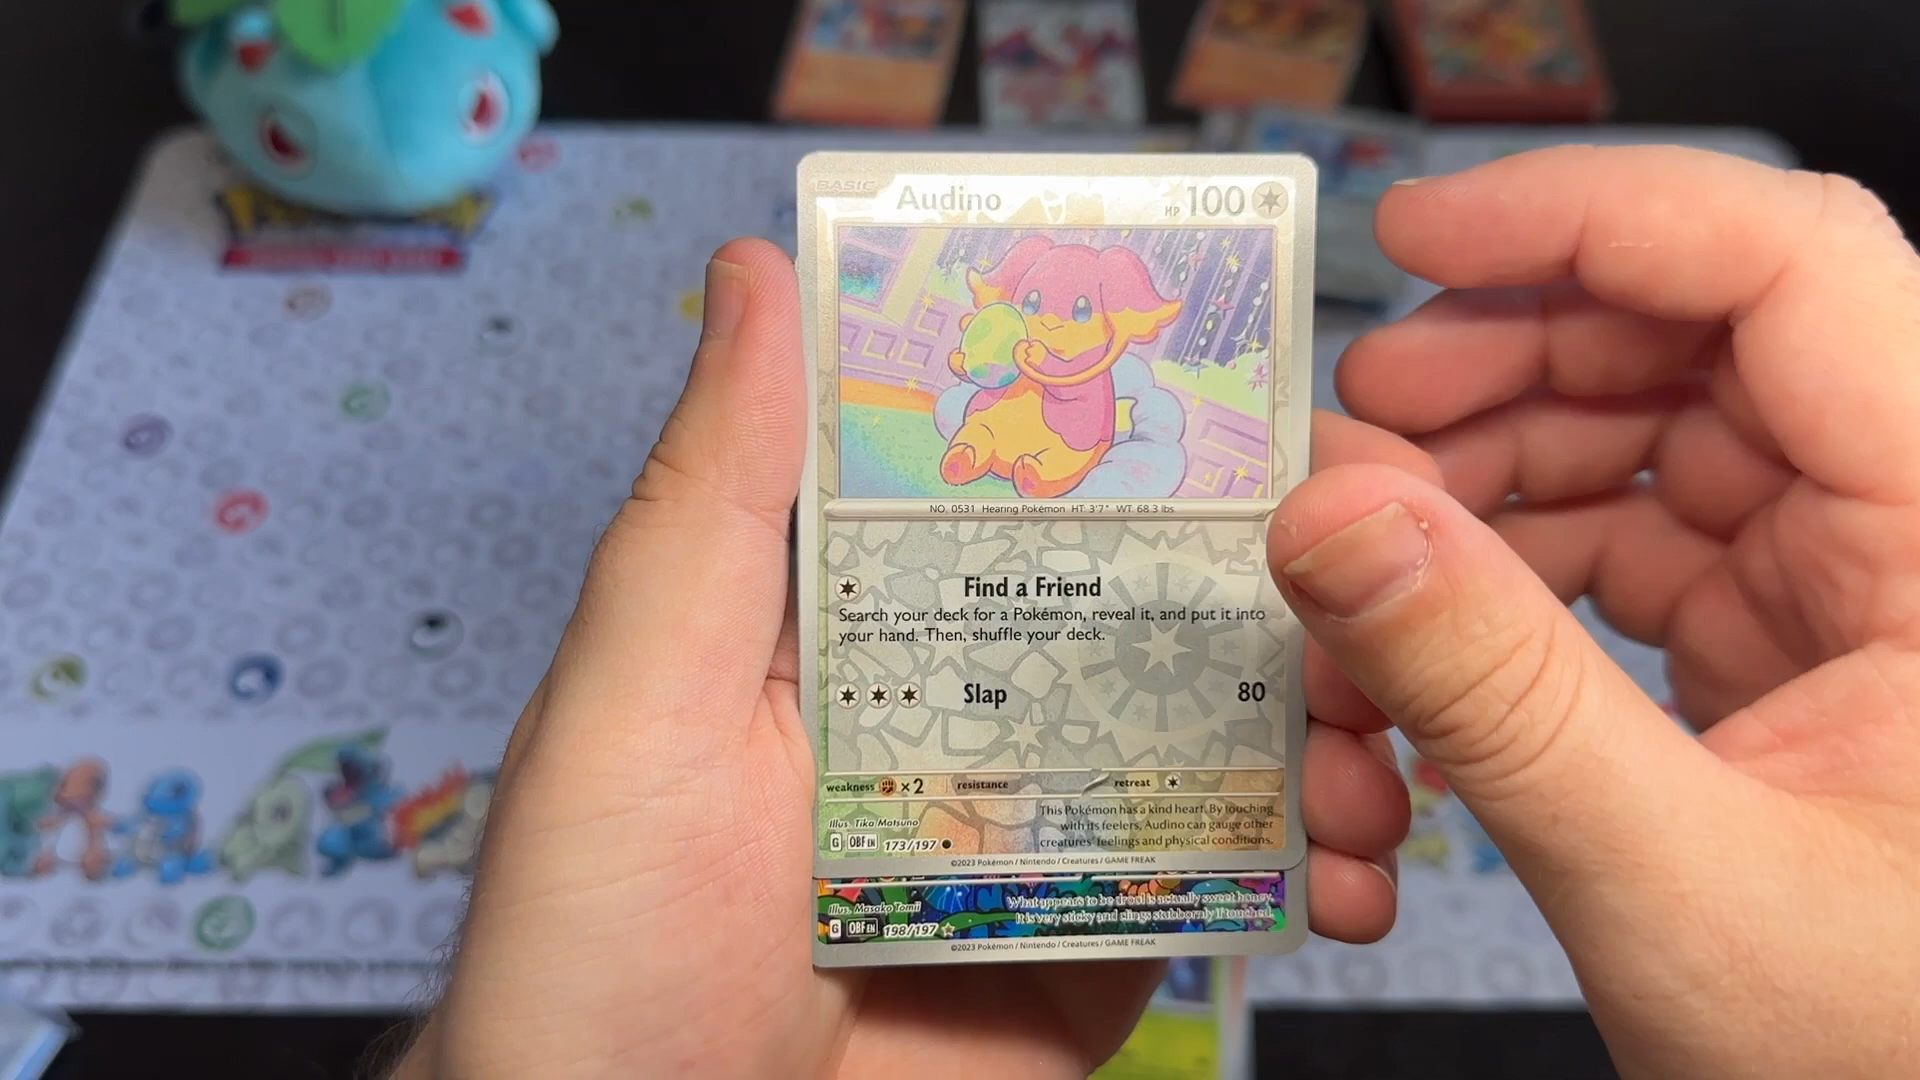 BASIC Audino HP 100
NO. 0531 Hearing Pokémon HT: 3'7" WT: 68.3 lbs.
Find a Friend
Search your deck for a Pokémon, reveal it, and put it into
your hand. Then, shuffle your deck.
Slap 80
weakness ×2 resistance retreat
Illus. Tika Matsuno
G OBF EN 173/197
This Pokémon has a kind heart. By touching
with its feelers, Audino can gauge other
creatures' feelings and physical conditions.
©2023 Pokémon / Nintendo / Creatures / GAME FREAK
Illus. Masako Tomii
G OBF EN 198/197
What appears to be drool is actually sweet honey.
It is very sticky and clings stubbornly if touched.
©2023 Pokémon / Nintendo / Creatures / GAME FREAK